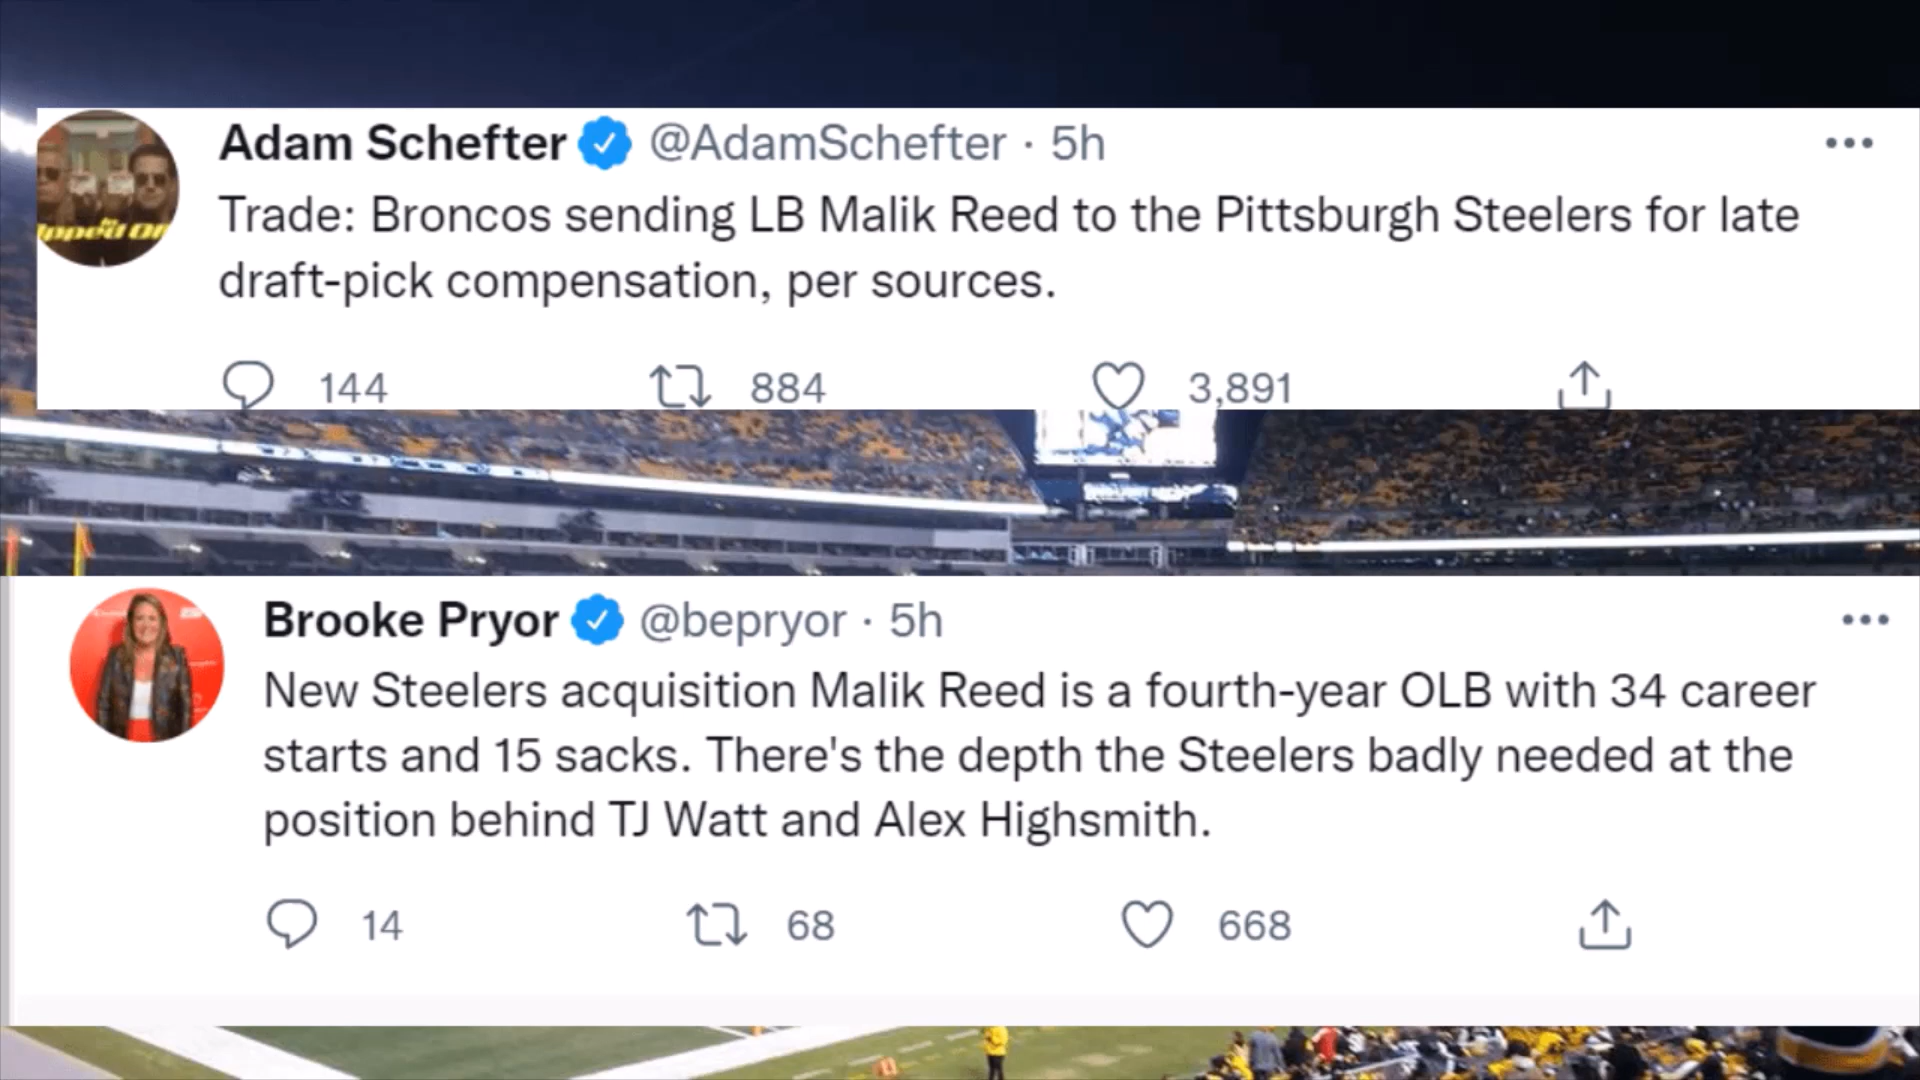 Adam Schefter @AdamSchefter · 5h
Trade: Broncos sending LB Malik Reed to the Pittsburgh Steelers for late
draft-pick compensation, per sources.
144 884 3,891
Brooke Pryor @bepryor · 5h
New Steelers acquisition Malik Reed is a fourth-year OLB with 34 career
starts and 15 sacks. There's the depth the Steelers badly needed at the
position behind TJ Watt and Alex Highsmith.
14 68 668